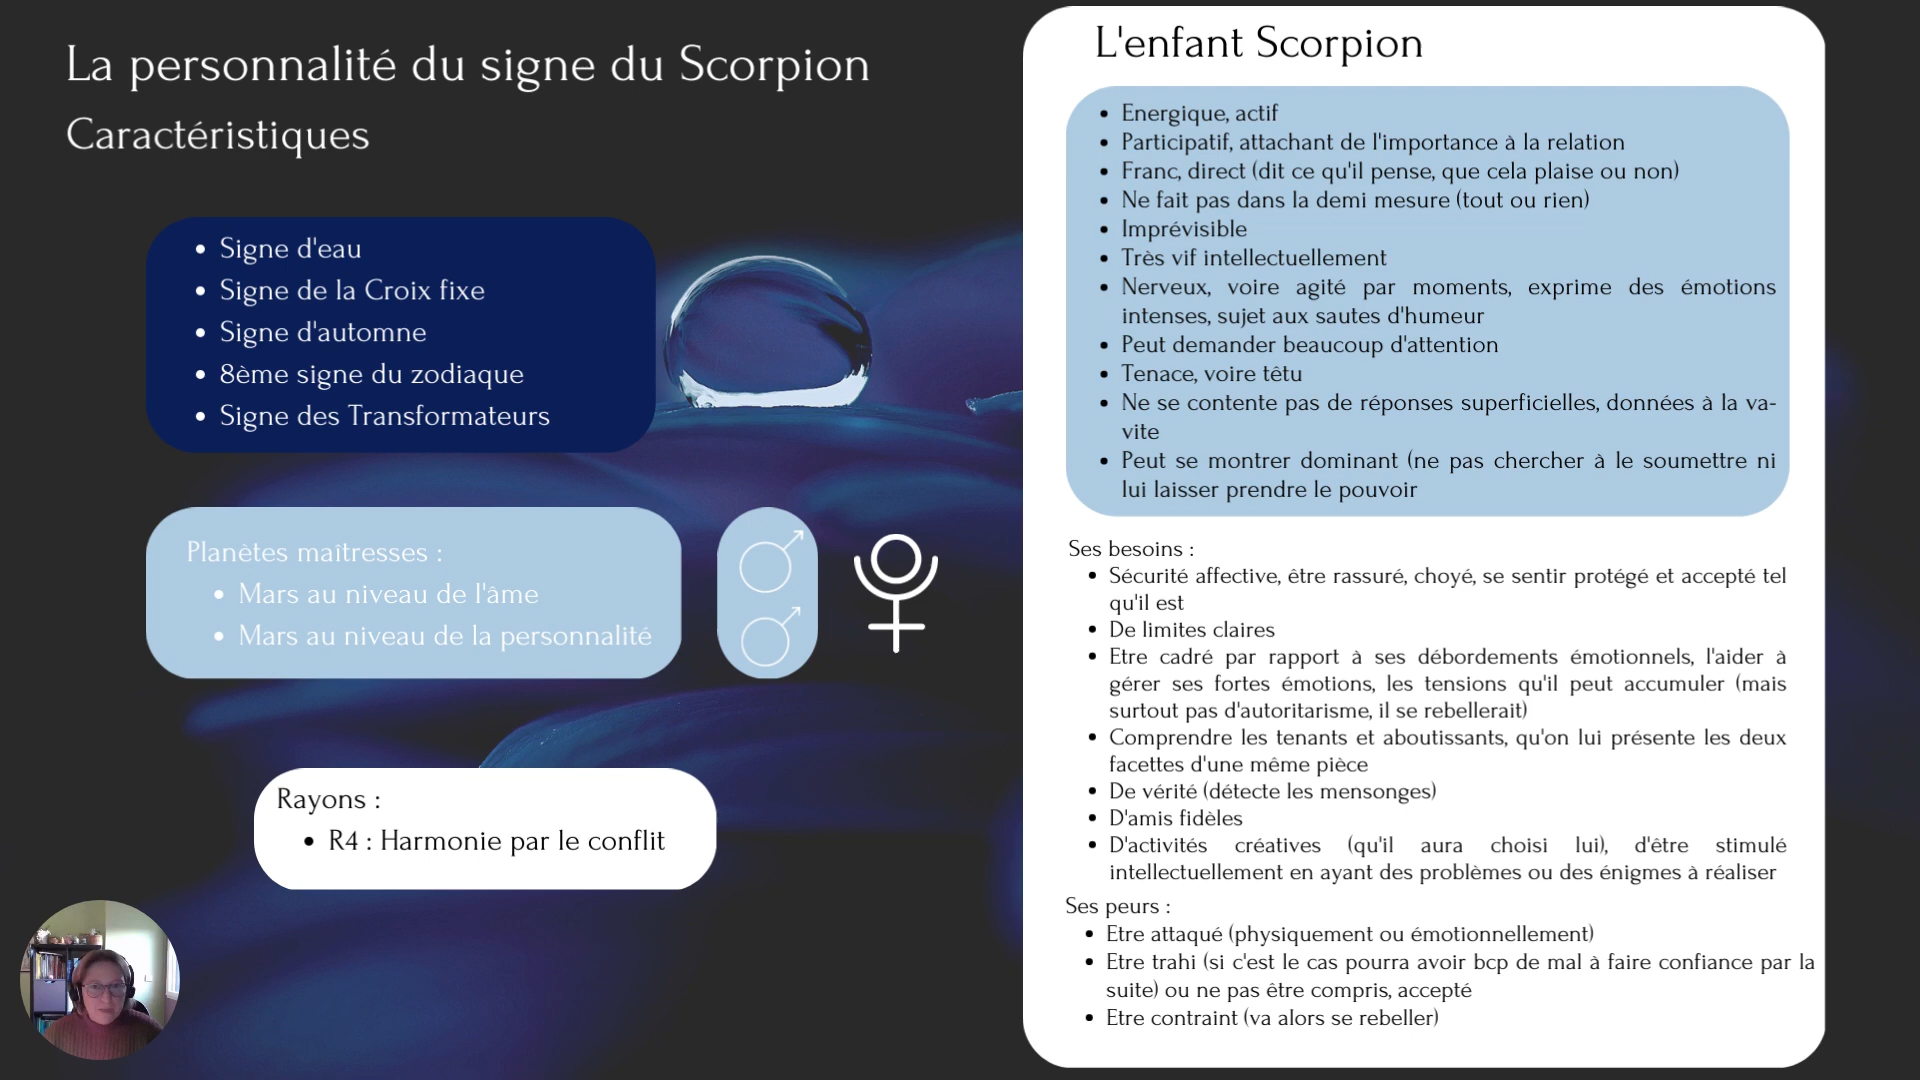 La personnalité du signe du Scorpion
Caractéristiques
• Signe d'eau
• Signe de la Croix fixe
• Signe d'automne
• 8ème signe du zodiaque
• Signe des Transformateurs
Planètes maîtresses :
• Mars au niveau de l'âme
• Mars au niveau de la personnalité
Rayons :
• R4 : Harmonie par le conflit
L'enfant Scorpion
• Energique, actif
• Participatif, attachant de l'importance à la relation
• Franc, direct (dit ce qu'il pense, que cela plaise ou non)
• Ne fait pas dans la demi mesure (tout ou rien)
• Imprévisible
• Très vif intellectuellement
• Nerveux, voire agité par moments, exprime des émotions
intenses, sujet aux sautes d'humeur
• Peut demander beaucoup d'attention
• Tenace, voire têtu
• Ne se contente pas de réponses superficielles, données à la va-
vite
• Peut se montrer dominant (ne pas chercher à le soumettre ni
lui laisser prendre le pouvoir
Ses besoins :
• Sécurité affective, être rassuré, choyé, se sentir protégé et accepté tel
qu'il est
• De limites claires
• Etre cadré par rapport à ses débordements émotionnels, l'aider à
gérer ses fortes émotions, les tensions qu'il peut accumuler (mais
surtout pas d'autoritarisme, il se rebellerait)
• Comprendre les tenants et aboutissants, qu'on lui présente les deux
facettes d'une même pièce
• De vérité (détecte les mensonges)
• D'amis fidèles
• D'activités créatives (qu'il aura choisi lui), d'être stimulé
intellectuellement en ayant des problèmes ou des énigmes à réaliser
Ses peurs :
• Etre attaqué (physiquement ou émotionnellement)
• Etre trahi (si c'est le cas pourra avoir bcp de mal à faire confiance par la
suite) ou ne pas être compris, accepté
• Etre contraint (va alors se rebeller)